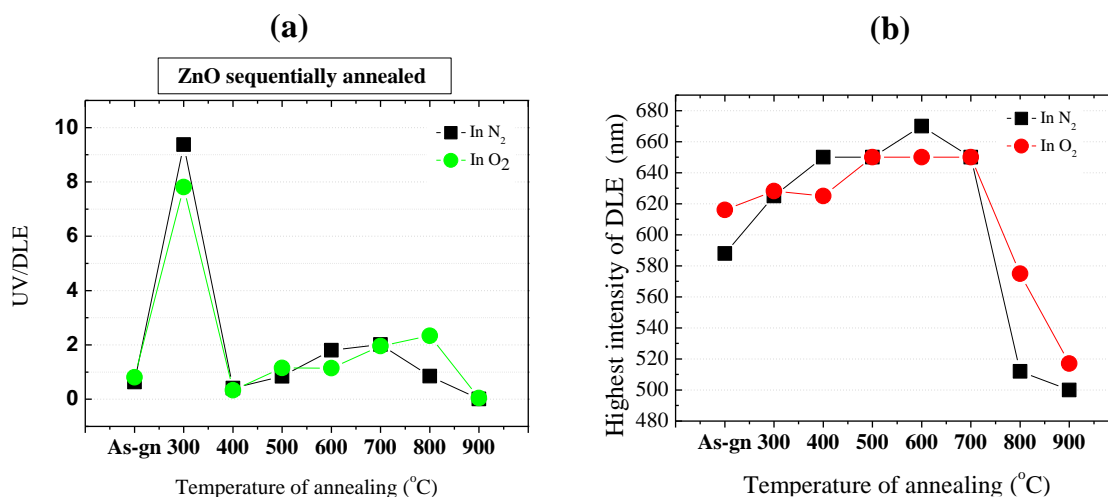 (a)
ZnO sequentially annealed
In N2
In O2
10
8
6
4
2
0
UV/DLE
As-gn 300 400 500 600 700 800 900
Temperature of annealing (°C)
(b)
In N2
In O2
680
660
640
620
600
580
560
540
520
500
480
Highest intensity of DLE (nm)
As-gn 300 400 500 600 700 800 900
Temperature of annealing (°C)